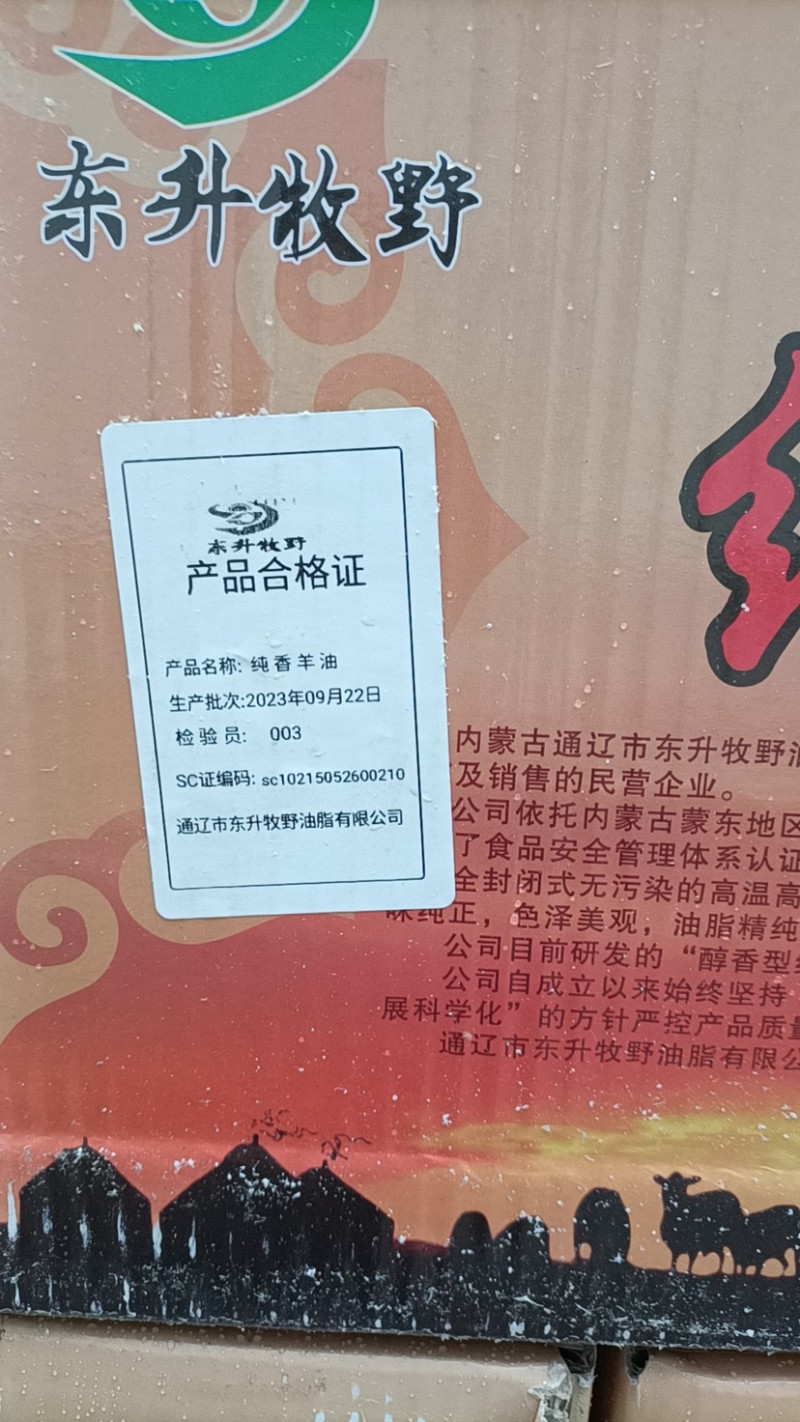 东升牧野
东升牧野
产品合格证
产品名称: 纯香羊油
生产批次:2023年09月22日
检验员: 003
SC证编码: sc10215052600210
通辽市东升牧野油脂有限公司
内蒙古通辽市东升牧野油
及销售的民营企业。
公司依托内蒙古蒙东地区
了食品安全管理体系认证
全封闭式无污染的高温高
味纯正，色泽美观，油脂精纯
公司目前研发的“醇香型
公司自成立以来始终坚持
展科学化”的方针严控产品质量
通辽市东升牧野油脂有限公